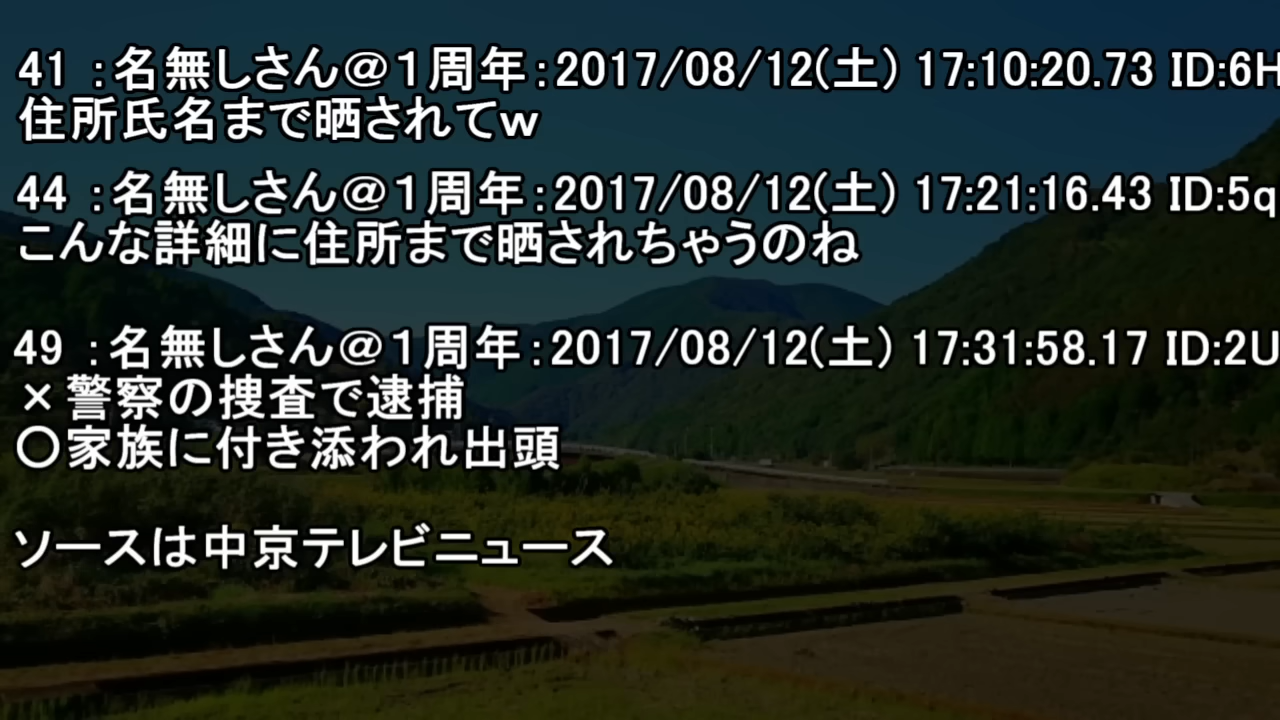 41 ：名無しさん＠１周年：2017/08/12(土) 17:10:20.73 ID:6H
住所氏名まで晒されてｗ
44 ：名無しさん＠１周年：2017/08/12(土) 17:21:16.43 ID:5q
こんな詳細に住所まで晒されちゃうのね
49 ：名無しさん＠１周年：2017/08/12(土) 17:31:58.17 ID:2U
×警察の捜査で逮捕
〇家族に付き添われ出頭
ソースは中京テレビニュース